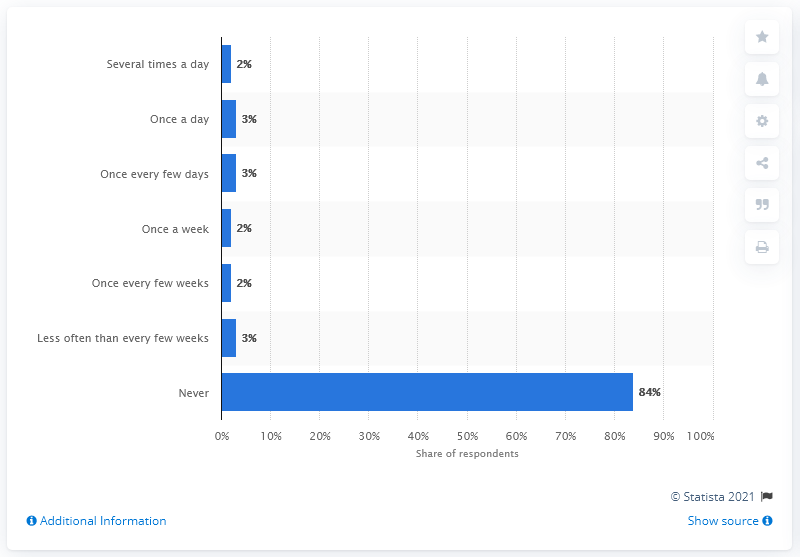 Several times a day 2%
Once a day 3%
Once every few days 3%
Once a week 2%
Once every few weeks 2%
Less often than every few weeks 3%
Never 84%
0% 10% 20% 30% 40% 50% 60% 70% 80% 90% 100%
Share of respondents
© Statista 2021
Additional Information Show source